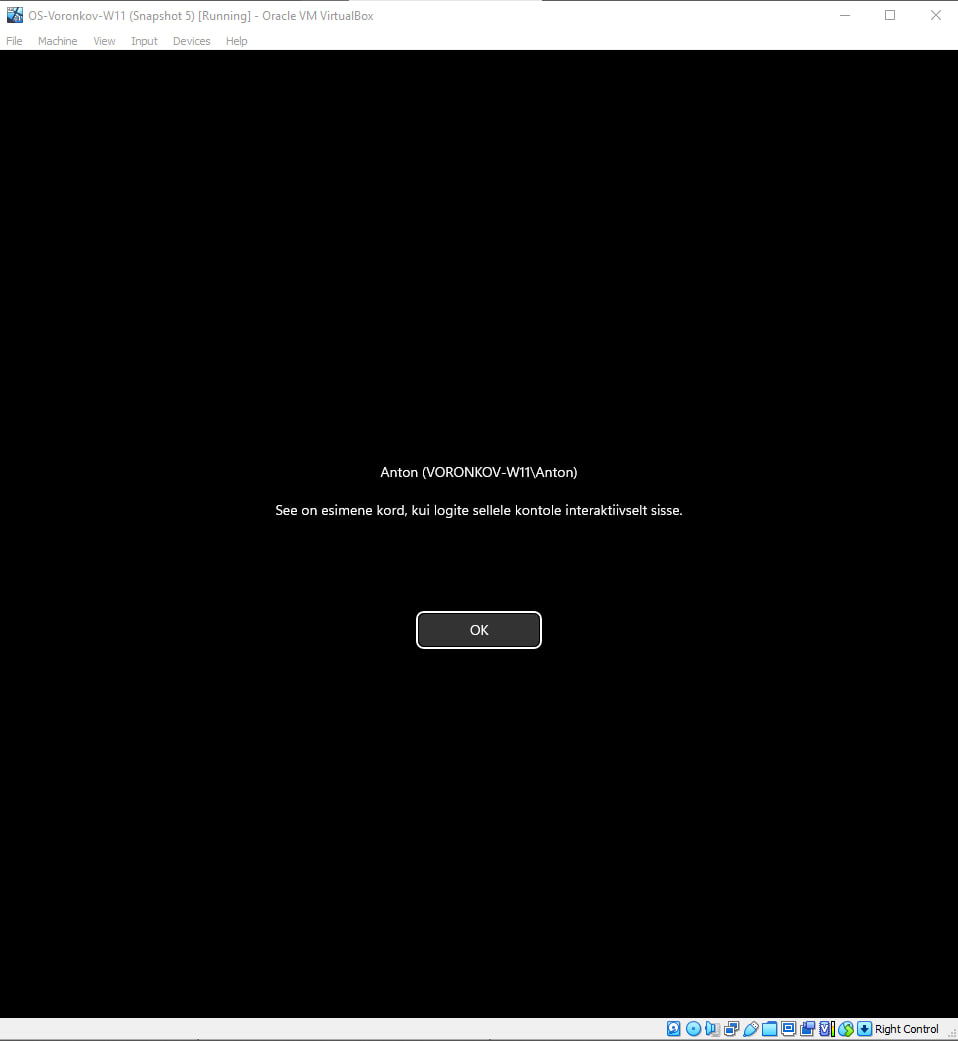 OS-Voronkov-W11 (Snapshot 5) [Running] - Oracle VM VirtualBox
File Machine View Input Devices Help
Anton (VORONKOV-W11\Anton)
See on esimene kord, kui logite sellele kontole interaktiivselt sisse.
OK
Right Control